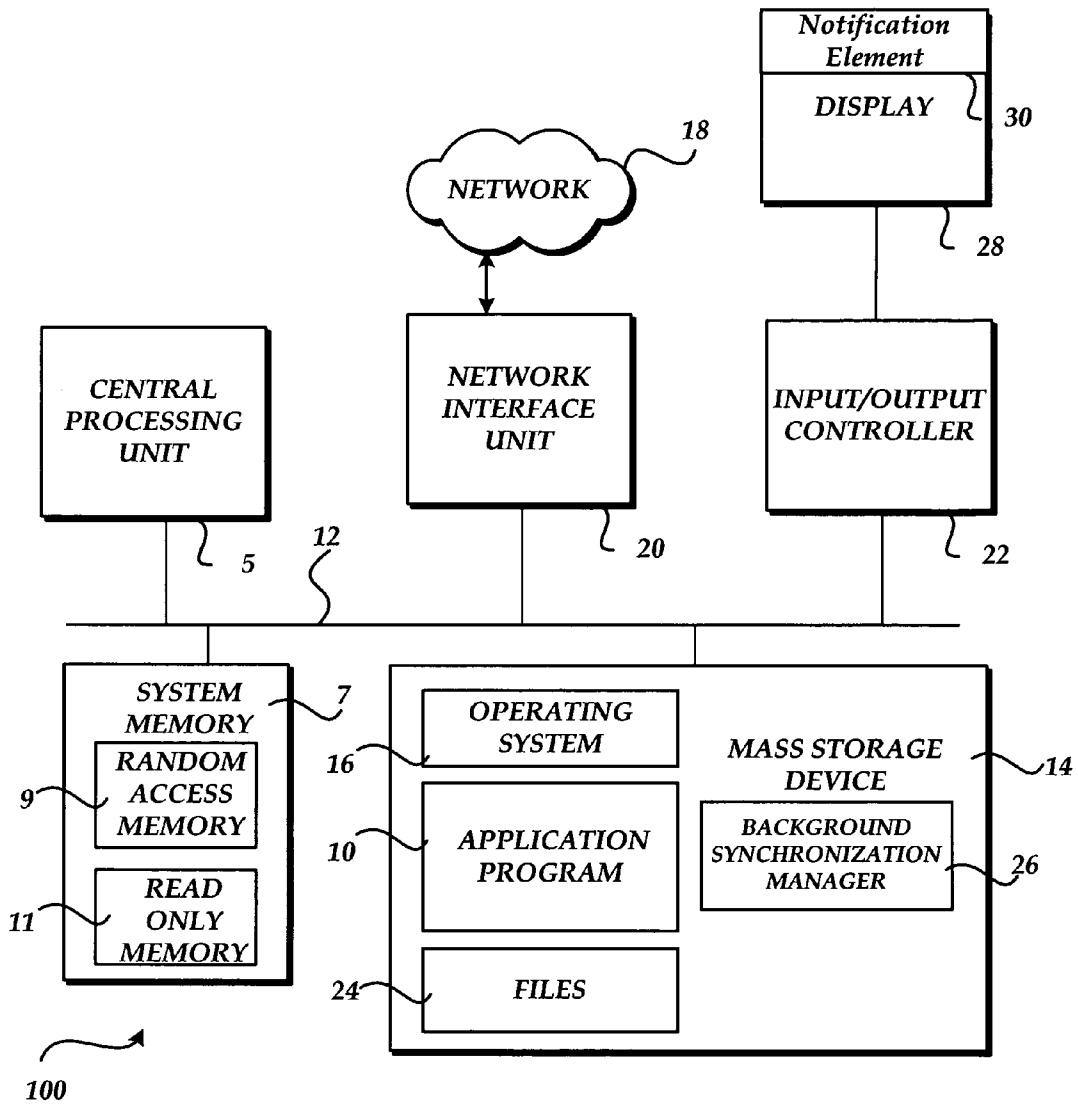 Notification
Element
DISPLAY
30
18
NETWORK
28
CENTRAL
PROCESSING
UNIT
NETWORK
INTERFACE
UNIT
INPUT/OUTPUT
CONTROLLER
5
12
20
22
SYSTEM
MEMORY
7
RANDOM
ACCESS
MEMORY
9
READ
ONLY
MEMORY
11
OPERATING
SYSTEM
16
MASS STORAGE
DEVICE
14
APPLICATION
PROGRAM
10
BACKGROUND
SYNCHRONIZATION
MANAGER
26
FILES
24
100